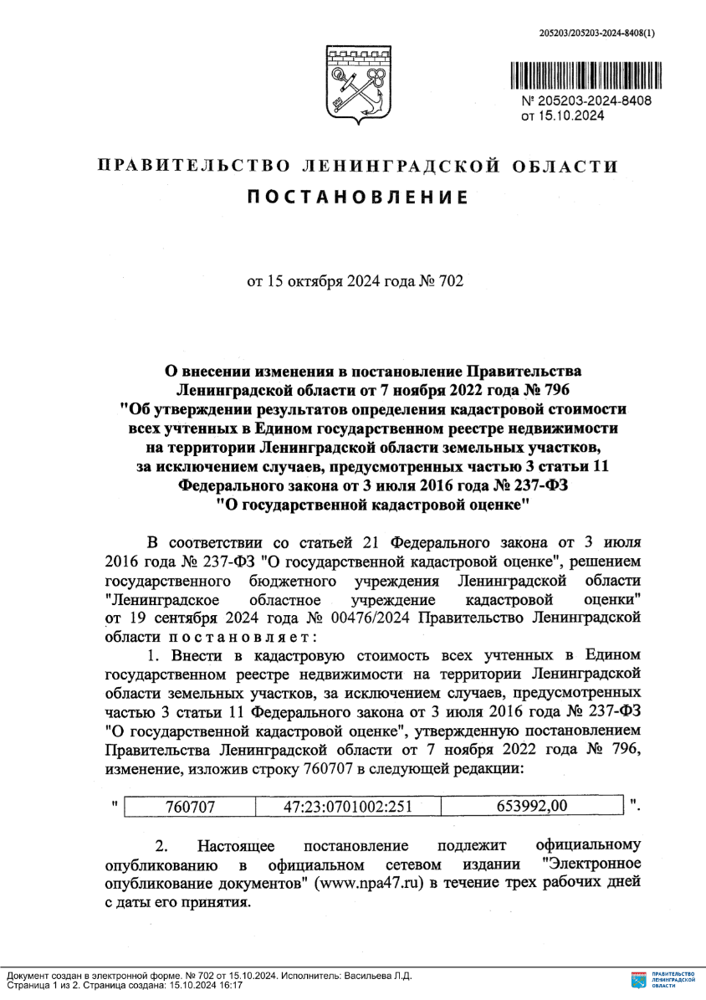 205203/205203-2024-8408(1)
№ 205203-2024-8408
от 15.10.2024
ПРАВИТЕЛЬСТВО ЛЕНИНГРАДСКОЙ ОБЛАСТИ
ПОСТАНОВЛЕНИЕ
от 15 октября 2024 года № 702
О внесении изменения в постановление Правительства
Ленинградской области от 7 ноября 2022 года № 796
"Об утверждении результатов определения кадастровой стоимости
всех учтенных в Едином государственном реестре недвижимости
на территории Ленинградской области земельных участков,
за исключением случаев, предусмотренных частью 3 статьи 11
Федерального закона от 3 июля 2016 года № 237-ФЗ
"О государственной кадастровой оценке"
В соответствии со статьей 21 Федерального закона от 3 июля
2016 года № 237-ФЗ "О государственной кадастровой оценке", решением
государственного бюджетного учреждения Ленинградской области
"Ленинградское областное учреждение кадастровой оценки"
от 19 сентября 2024 года № 00476/2024 Правительство Ленинградской
области п о с т а н о в л я е т :
1. Внести в кадастровую стоимость всех учтенных в Едином
государственном реестре недвижимости на территории Ленинградской
области земельных участков, за исключением случаев, предусмотренных
частью 3 статьи 11 Федерального закона от 3 июля 2016 года № 237-ФЗ
"О государственной кадастровой оценке", утвержденную постановлением
Правительства Ленинградской области от 7 ноября 2022 года № 796,
изменение, изложив строку 760707 в следующей редакции:
" 760707 47:23:0701002:251 653992,00 ".
2. Настоящее постановление подлежит официальному
опубликованию в официальном сетевом издании "Электронное
опубликование документов" (www.npa47.ru) в течение трех рабочих дней
с даты его принятия.
Документ создан в электронной форме. № 702 от 15.10.2024. Исполнитель: Васильева Л.Д.
Страница 1 из 2. Страница создана: 15.10.2024 16:17
ПРАВИТЕЛЬСТВО
ЛЕНИНГРАДСКОЙ
ОБЛАСТИ